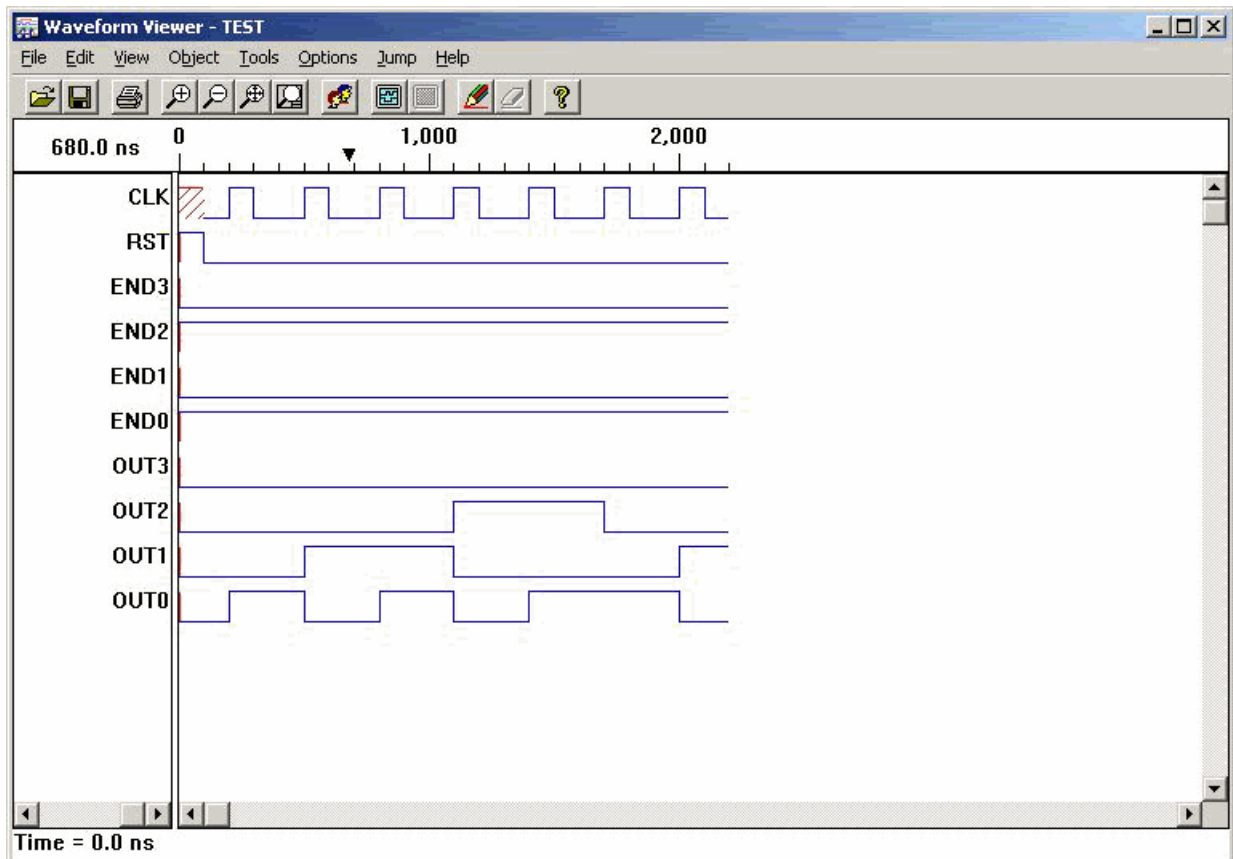 Waveform Viewer - TEST
File Edit View Object Tools Options Jump Help
680.0 ns
0 1,000 2,000
CLK
RST
END3
END2
END1
END0
OUT3
OUT2
OUT1
OUT0
Time = 0.0 ns